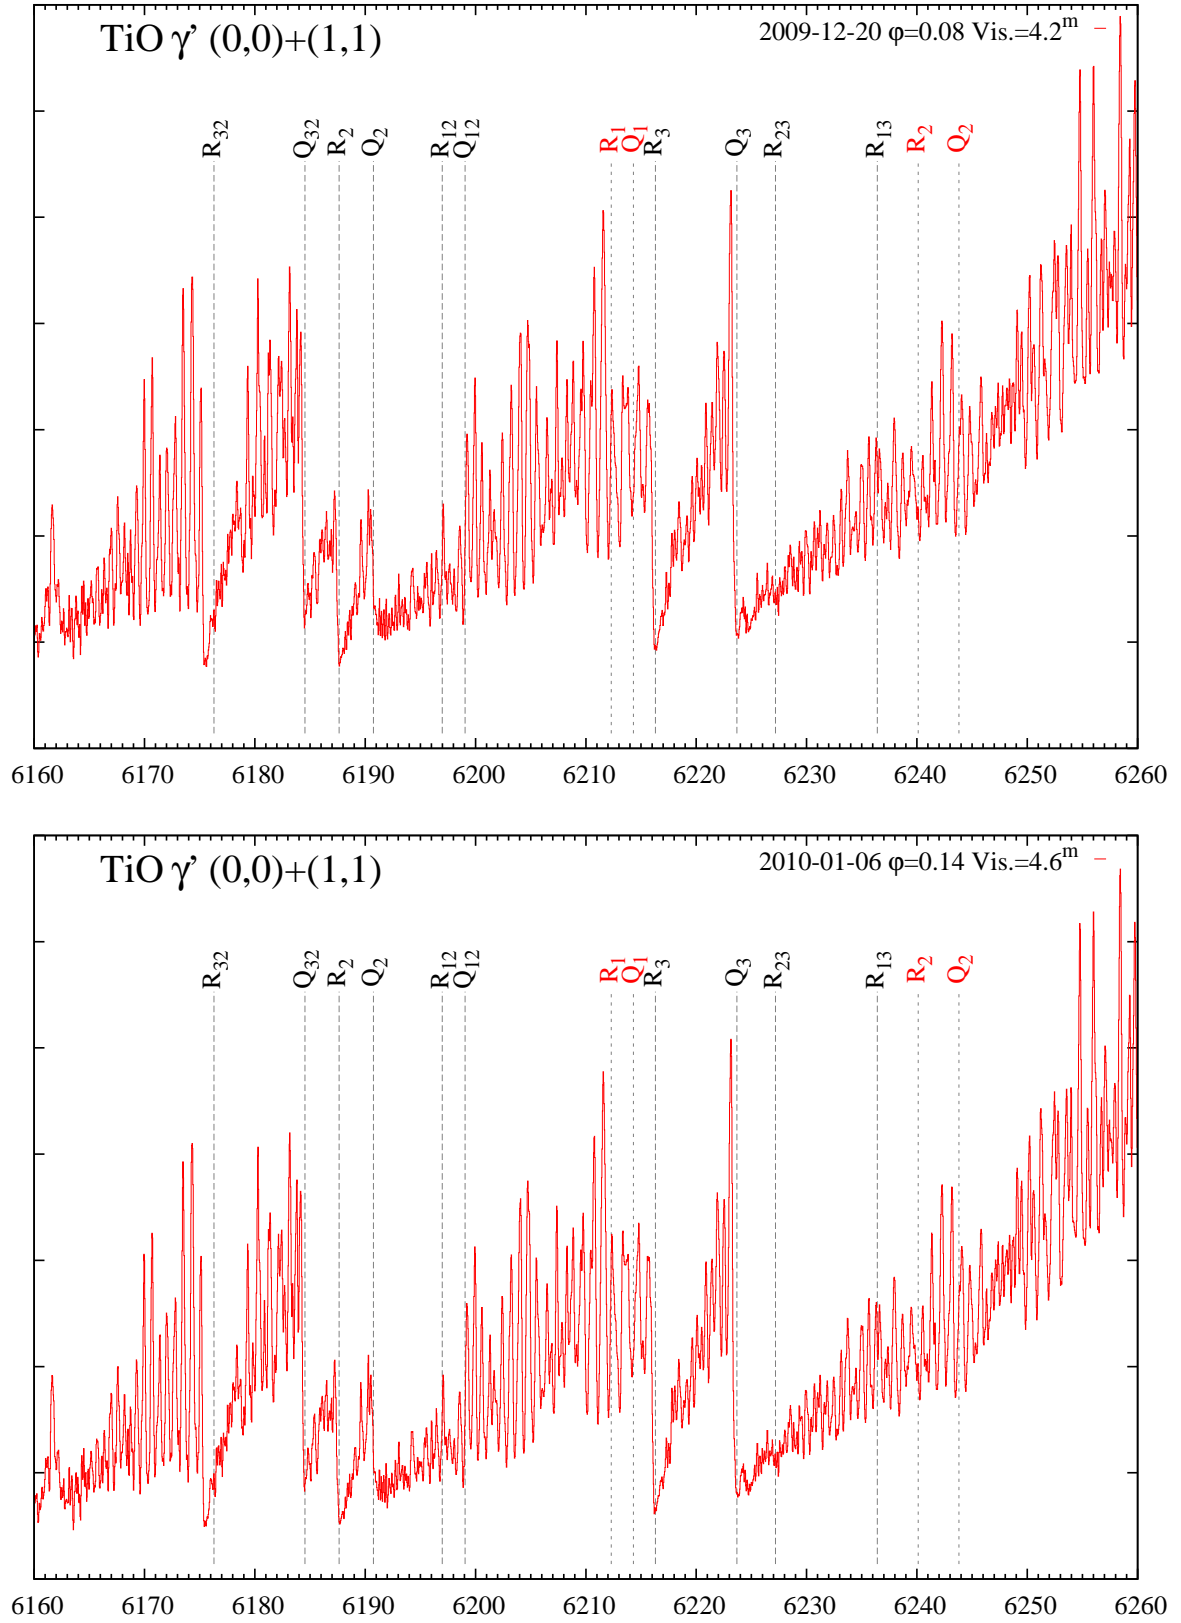 TiO γ’ (0,0)+(1,1)
2009-12-20 φ=0.08 Vis.=4.2ᵐ
R₃₂ Q₃₂ R₂ Q₂ R₁₂ Q₁₂ R₁ Q₁ R₃ Q₃ R₂₃ R₁₃ R₂ Q₂
6160 6170 6180 6190 6200 6210 6220 6230 6240 6250 6260
TiO γ’ (0,0)+(1,1)
2010-01-06 φ=0.14 Vis.=4.6ᵐ
R₃₂ Q₃₂ R₂ Q₂ R₁₂ Q₁₂ R₁ Q₁ R₃ Q₃ R₂₃ R₁₃ R₂ Q₂
6160 6170 6180 6190 6200 6210 6220 6230 6240 6250 6260